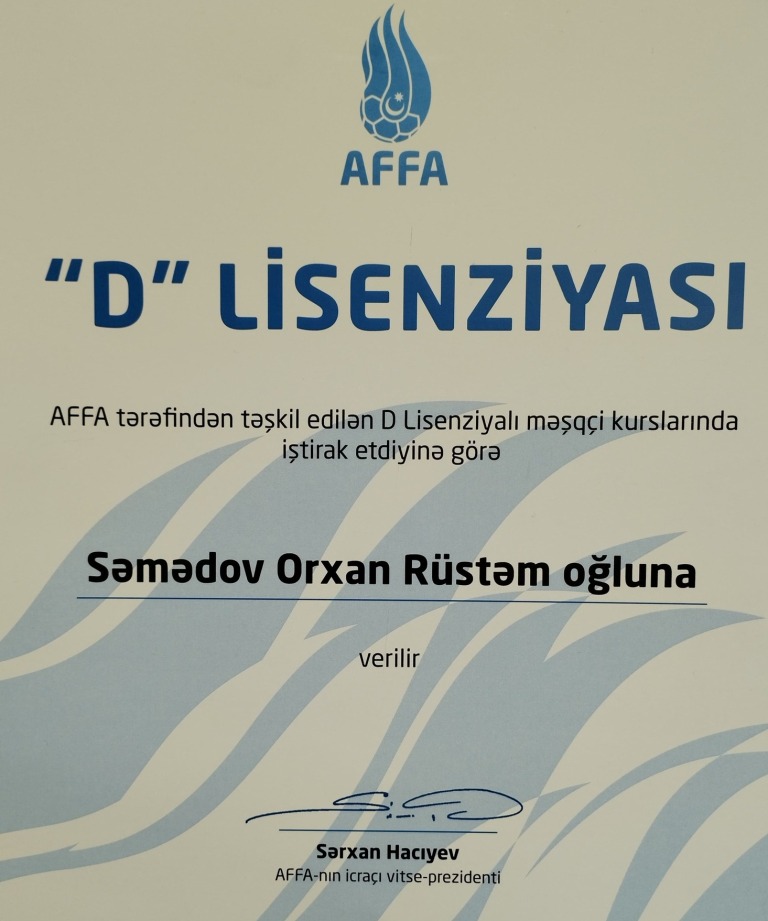 AFFA
"D" LİSENZİYASI
AFFA tərəfindən təşkil edilən D Lisenziyalı məşqçi kurslarında
iştirak etdiyinə görə
Səmədov Orxan Rüstəm oğluna
verilir
Sərxan Hacıyev
AFFA-nın icraçı vitse-prezidenti